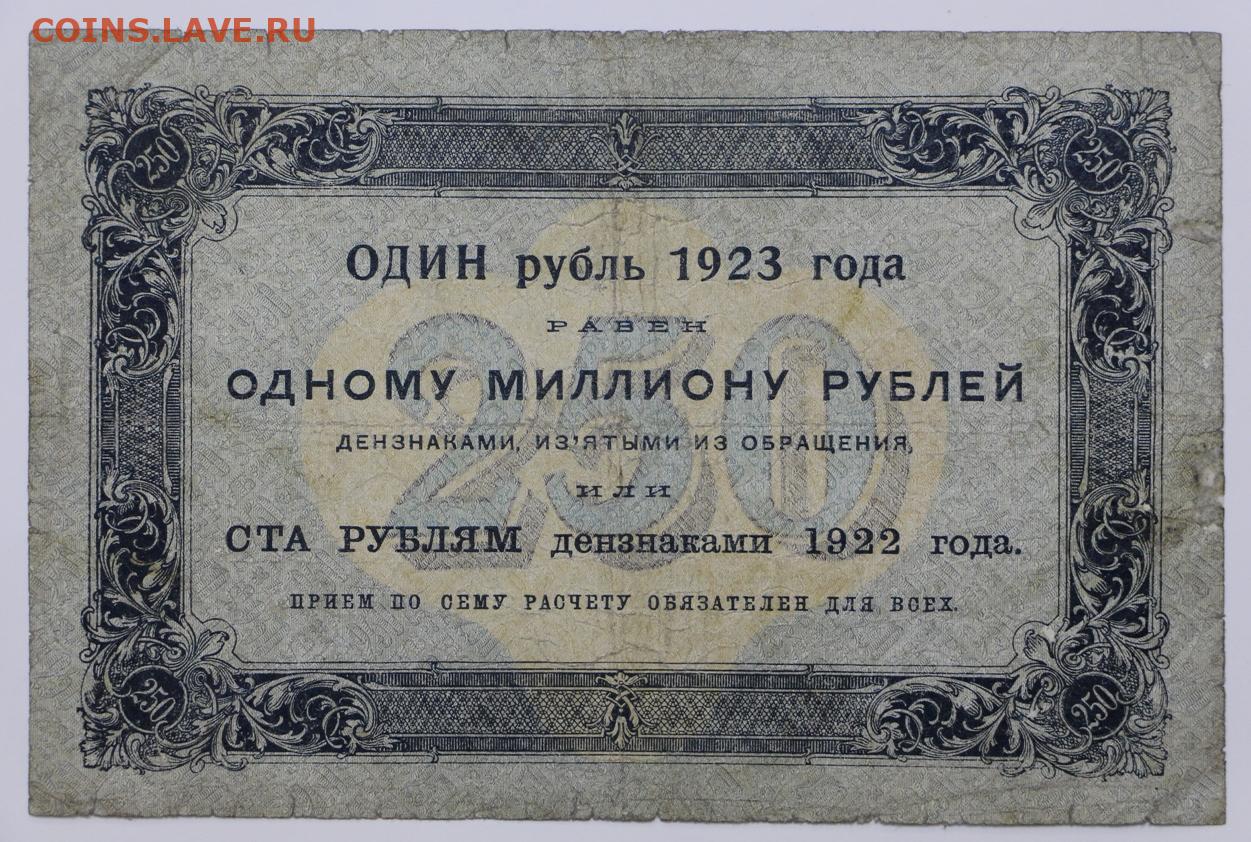 COINS.LAVE.RU
250 250
ОДИН рубль 1923 года
РАВЕН
ОДНОМУ МИЛЛИОНУ РУБЛЕЙ
250
ДЕНЗНАКАМИ, ИЗ'ЯТЫМИ ИЗ ОБРАЩЕНИЯ,
ИЛИ
СТА РУБЛЯМ дензнаками 1922 года.
ПРИЕМ ПО СЕМУ РАСЧЕТУ ОБЯЗАТЕЛЕН ДЛЯ ВСЕХ.
250 250